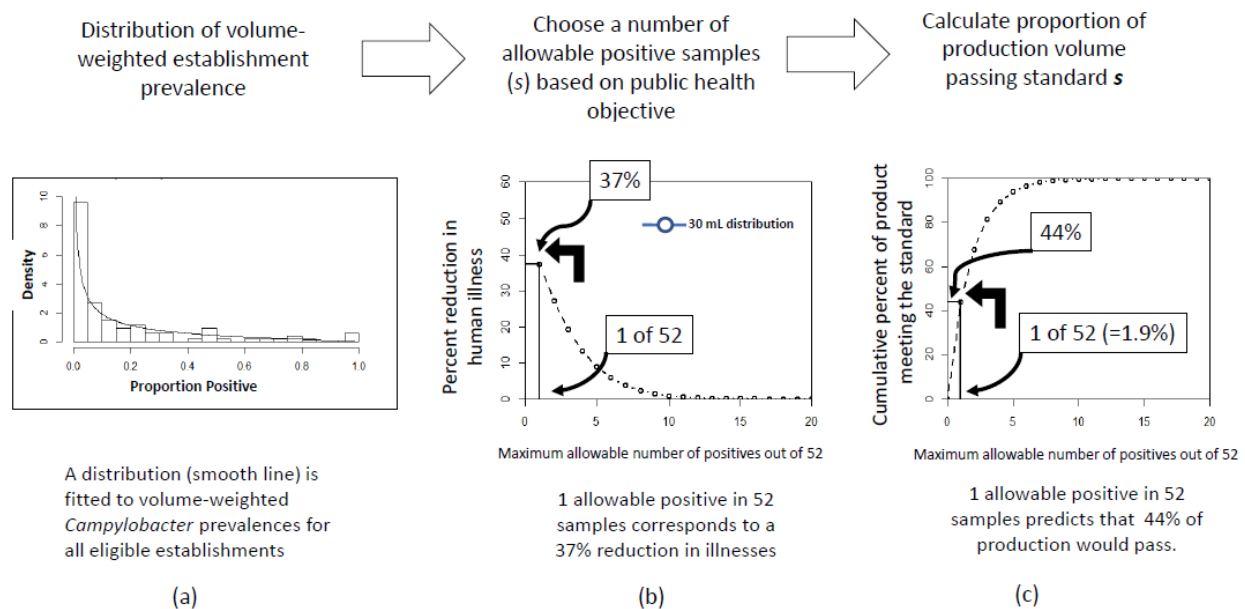 Distribution of volume-
weighted establishment
prevalence
Choose a number of
allowable positive samples
(s) based on public health
objective
Calculate proportion of
production volume
passing standard s
10
8
6
4
2
0
Density
0.0 0.2 0.4 0.6 0.8 1.0
Proportion Positive
A distribution (smooth line) is
fitted to volume-weighted
Campylobacter prevalences for
all eligible establishments
(a)
37%
60
50
40
30
20
10
0
Percent reduction in
human illness
30 mL distribution
1 of 52
0 5 10 15 20
Maximum allowable number of positives out of 52
1 allowable positive in 52
samples corresponds to a
37% reduction in illnesses
(b)
100
80
60
40
20
0
Cumulative percent of product
meeting the standard
44%
1 of 52 (=1.9%)
0 5 10 15 20
Maximum allowable number of positives out of 52
1 allowable positive in 52
samples predicts that 44% of
production would pass.
(c)